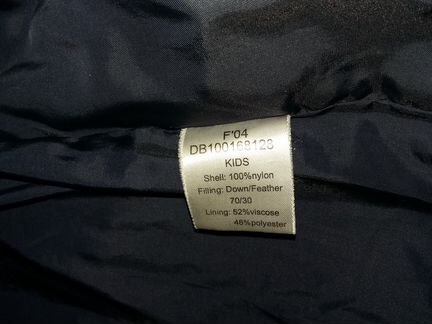 F'04
DB100168128
KIDS
Shell: 100%nylon
Filling: Down/Feather
70/30
Lining: 52%viscose
48%polyester